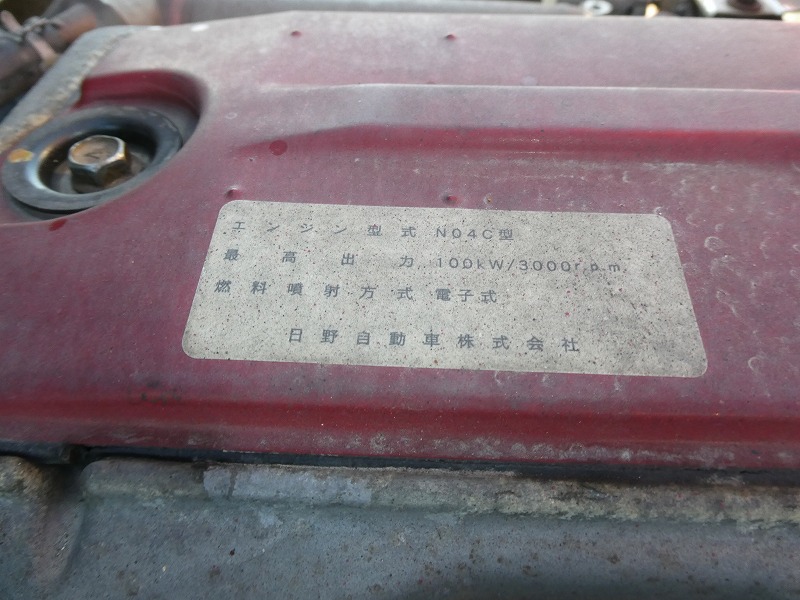 エンジン型式 N04C型
最高出力 100kW/3000r.p.m.
燃料噴射方式 電子式
日野自動車株式会社